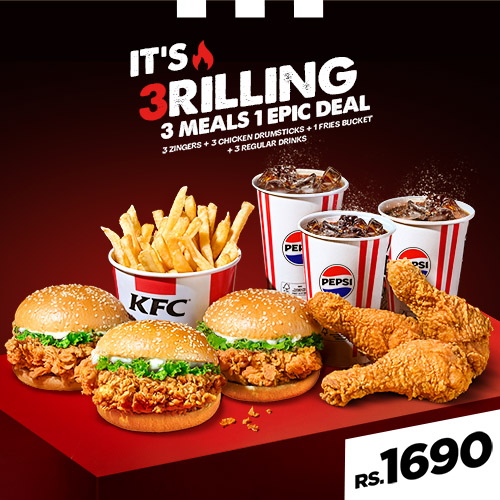 IT'S
3RILLING
3 MEALS 1 EPIC DEAL
3 ZINGERS + 3 CHICKEN DRUMSTICKS + 1 FRIES BUCKET
+ 3 REGULAR DRINKS
PEPSI
PEPSI
PEPSI
KFC
RS.1690